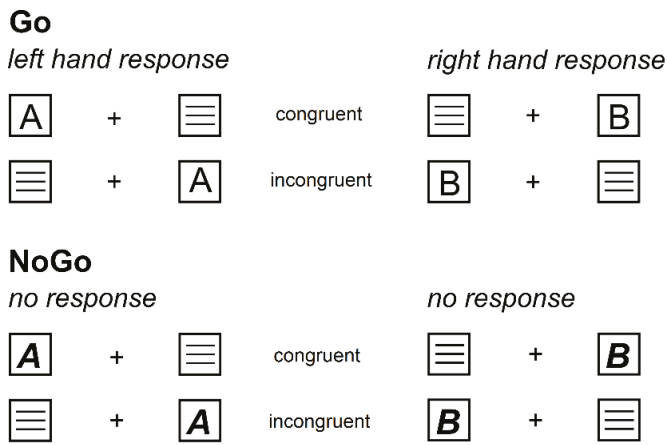 Go
left hand response right hand response
A + congruent + B
+ A incongruent B +
NoGo
no response no response
A + congruent + B
+ A incongruent B +